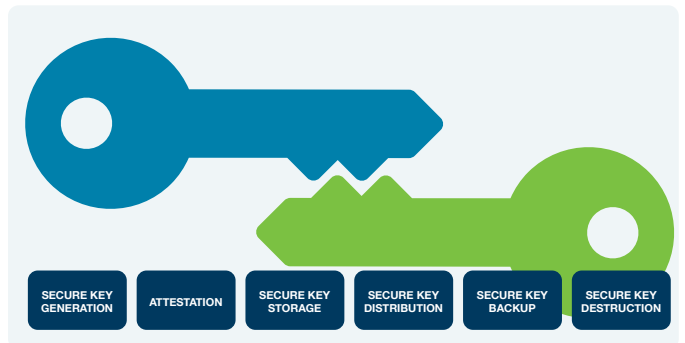 SECURE KEY
GENERATION
ATTESTATION
SECURE KEY
STORAGE
SECURE KEY
DISTRIBUTION
SECURE KEY
BACKUP
SECURE KEY
DESTRUCTION